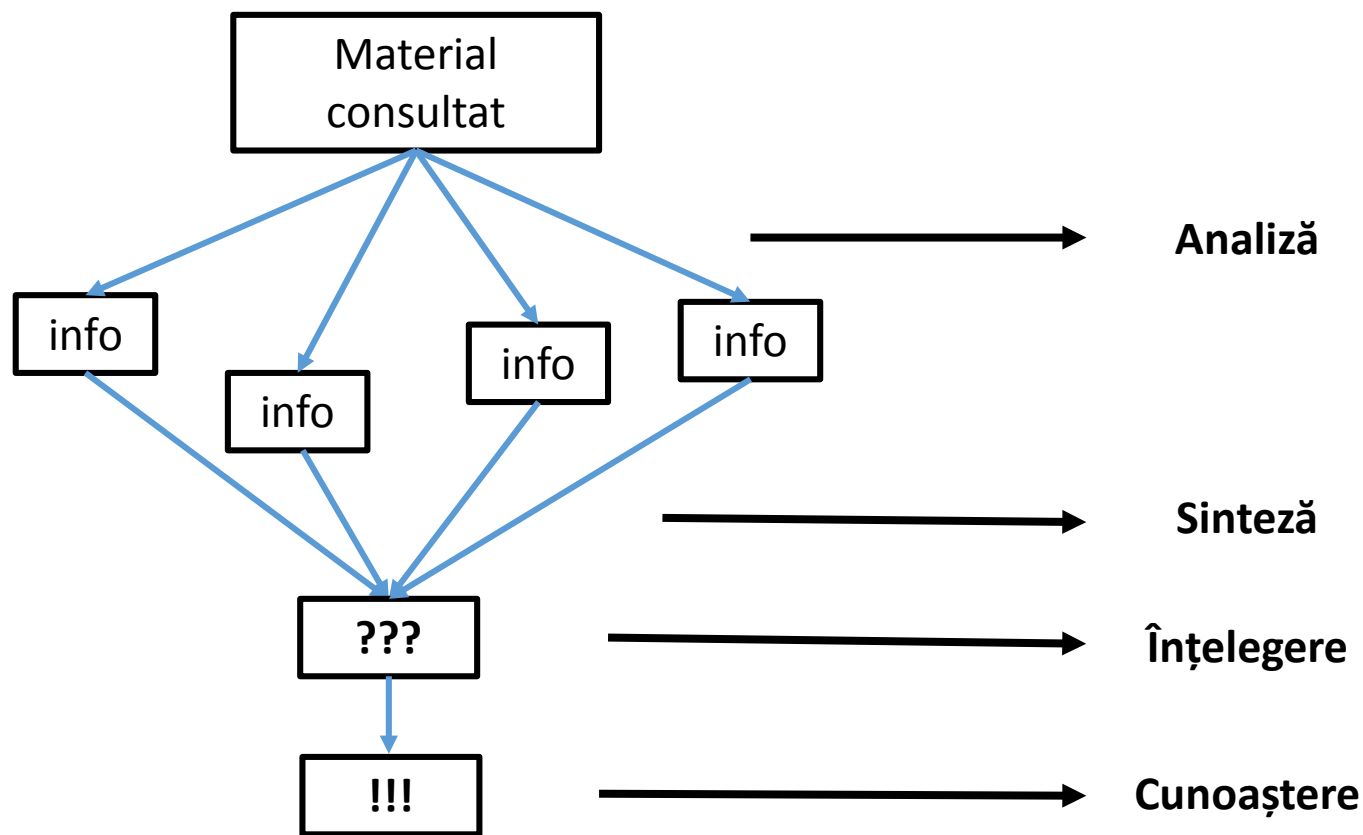 Material
consultat
Analiză
info
info
info
info
Sinteză
???
Înțelegere
!!!
Cunoaștere